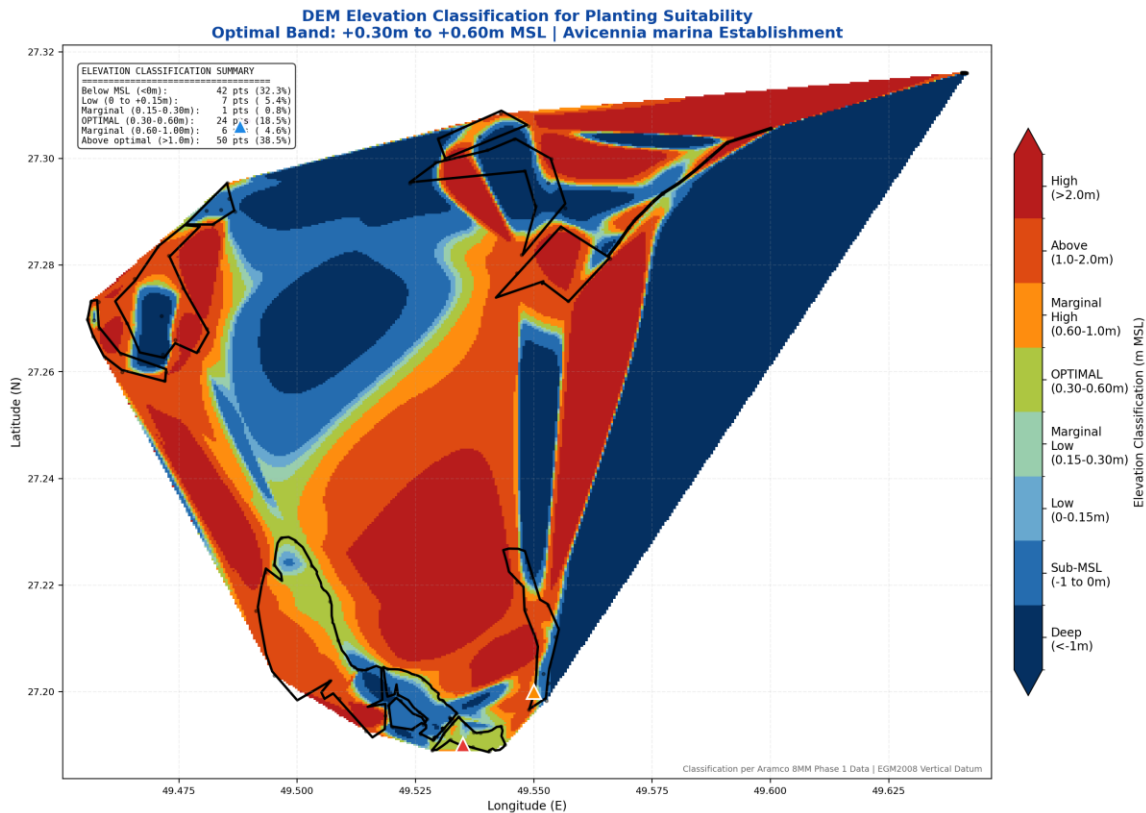 DEM Elevation Classification for Planting Suitability
Optimal Band: +0.30m to +0.60m MSL | Avicennia marina Establishment
ELEVATION CLASSIFICATION SUMMARY
===================================
Below MSL (<0m): 42 pts (32.3%)
Low (0 to +0.15m): 7 pts ( 5.4%)
Marginal (0.15-0.30m): 1 pts ( 0.8%)
OPTIMAL (0.30-0.60m) 24 pts (18.5%)
Marginal (0.60-1.00m): 6 ( 4.6%)
Above optimal (>1.0m): 50 pts (38.5%)
27.32
27.30
27.28
27.26
27.24
27.22
27.20
Latitude (N)
49.475
49.500
49.525
49.550
49.575
49.600
49.625
Longitude (E)
Classification per Aramco 8MM Phase 1 Data | EGM2008 Vertical Datum
High
(>2.0m)
Above
(1.0-2.0m)
Marginal
High
(0.60-1.0m)
OPTIMAL
(0.30-0.60m)
Marginal
Low
(0.15-0.30m)
Low
(0-0.15m)
Sub-MSL
(-1 to 0m)
Deep
(<-1m)
Elevation Classification (m MSL)